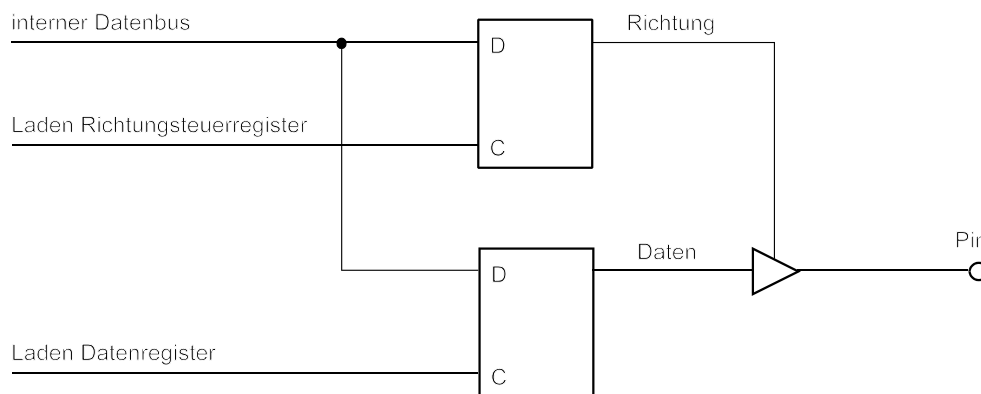 interner Datenbus
Richtung
D
Laden Richtungsteuerregister
C
Daten
D
Laden Datenregister
C